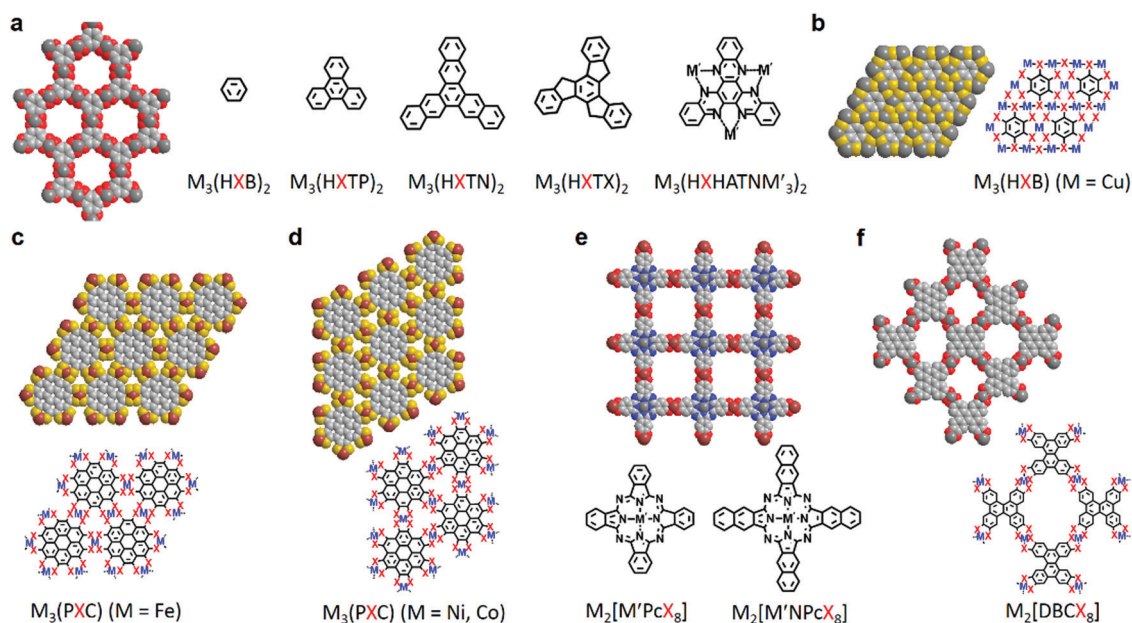 a
b
M₃(HXB)₂
M₃(HXTP)₂
M₃(HXTN)₂
M₃(HXTX)₂
M' N N M'
N N
N N
M'
M₃(HXHATNM'₃)₂
M₃(HXB) (M = Cu)
c
d
e
f
M₃(PXC) (M = Fe)
M₃(PXC) (M = Ni, Co)
N N N
N M' N
N N N
M₂[M'PcX₈]
N N N
N M' N
N N N
M₂[M'NPcX₈]
M₂[DBCX₈]